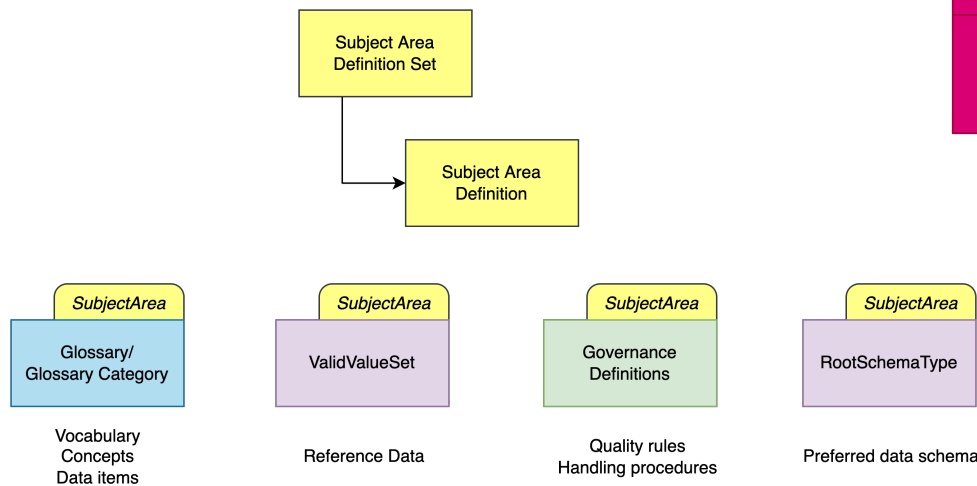 Subject Area
Definition Set
Subject Area
Definition
SubjectArea
SubjectArea
SubjectArea
SubjectArea
Glossary/
Glossary Category
ValidValueSet
Governance
Definitions
RootSchemaType
Vocabulary
Concepts
Data items
Reference Data
Quality rules
Handling procedures
Preferred data schema